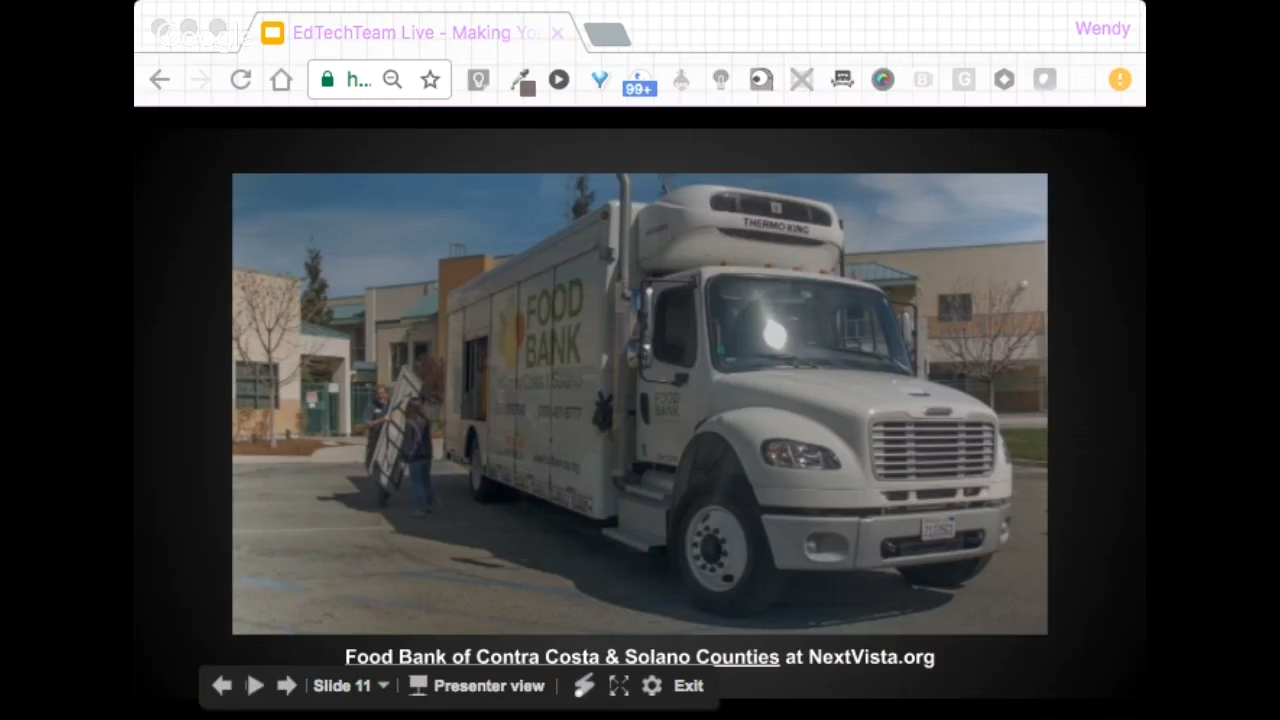 Google
EdTechTeam Live - Making Yo
Wendy
h...
99+
THERMO KING
FOOD
BANK
FOOD
BANK
Food Bank of Contra Costa & Solano Counties at NextVista.org
Slide 11
Presenter view
Exit